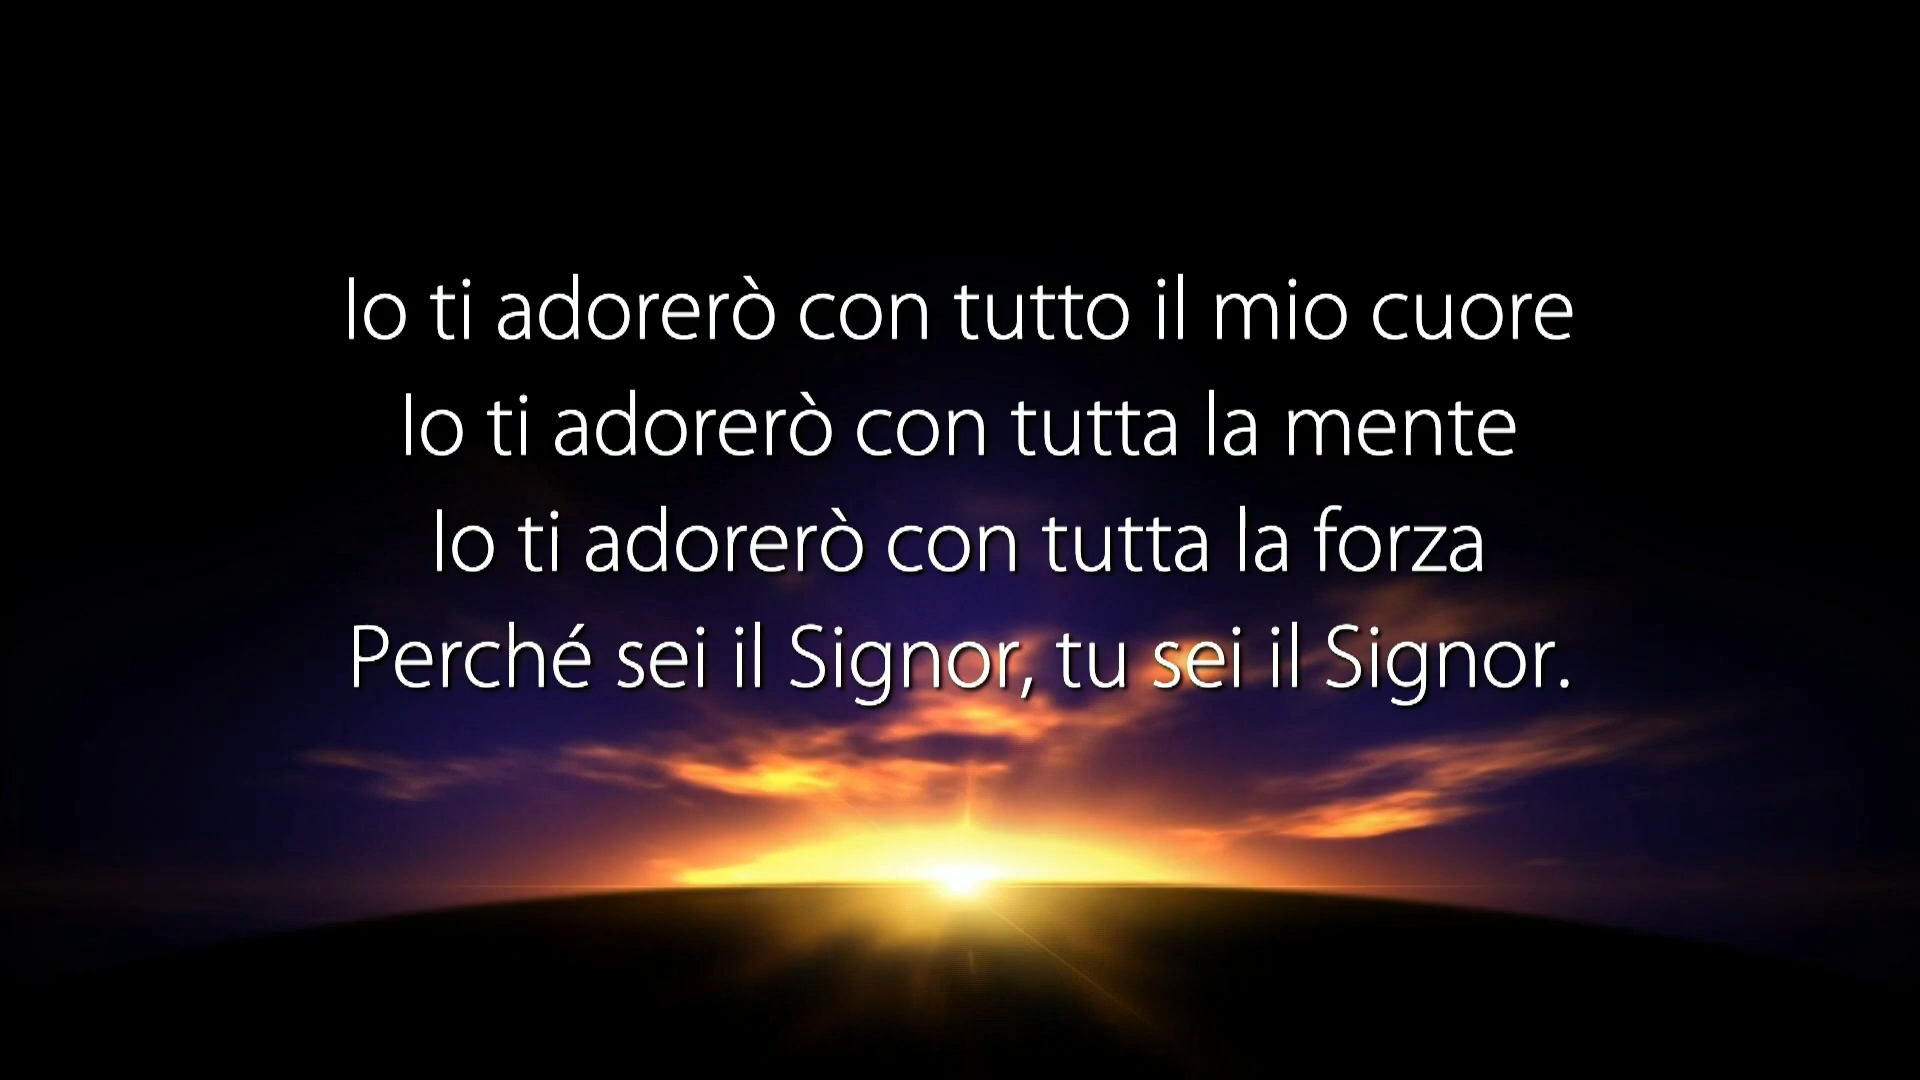 Io ti adorerò con tutto il mio cuore
Io ti adorerò con tutta la mente
Io ti adorerò con tutta la forza
Perché sei il Signor, tu sei il Signor.